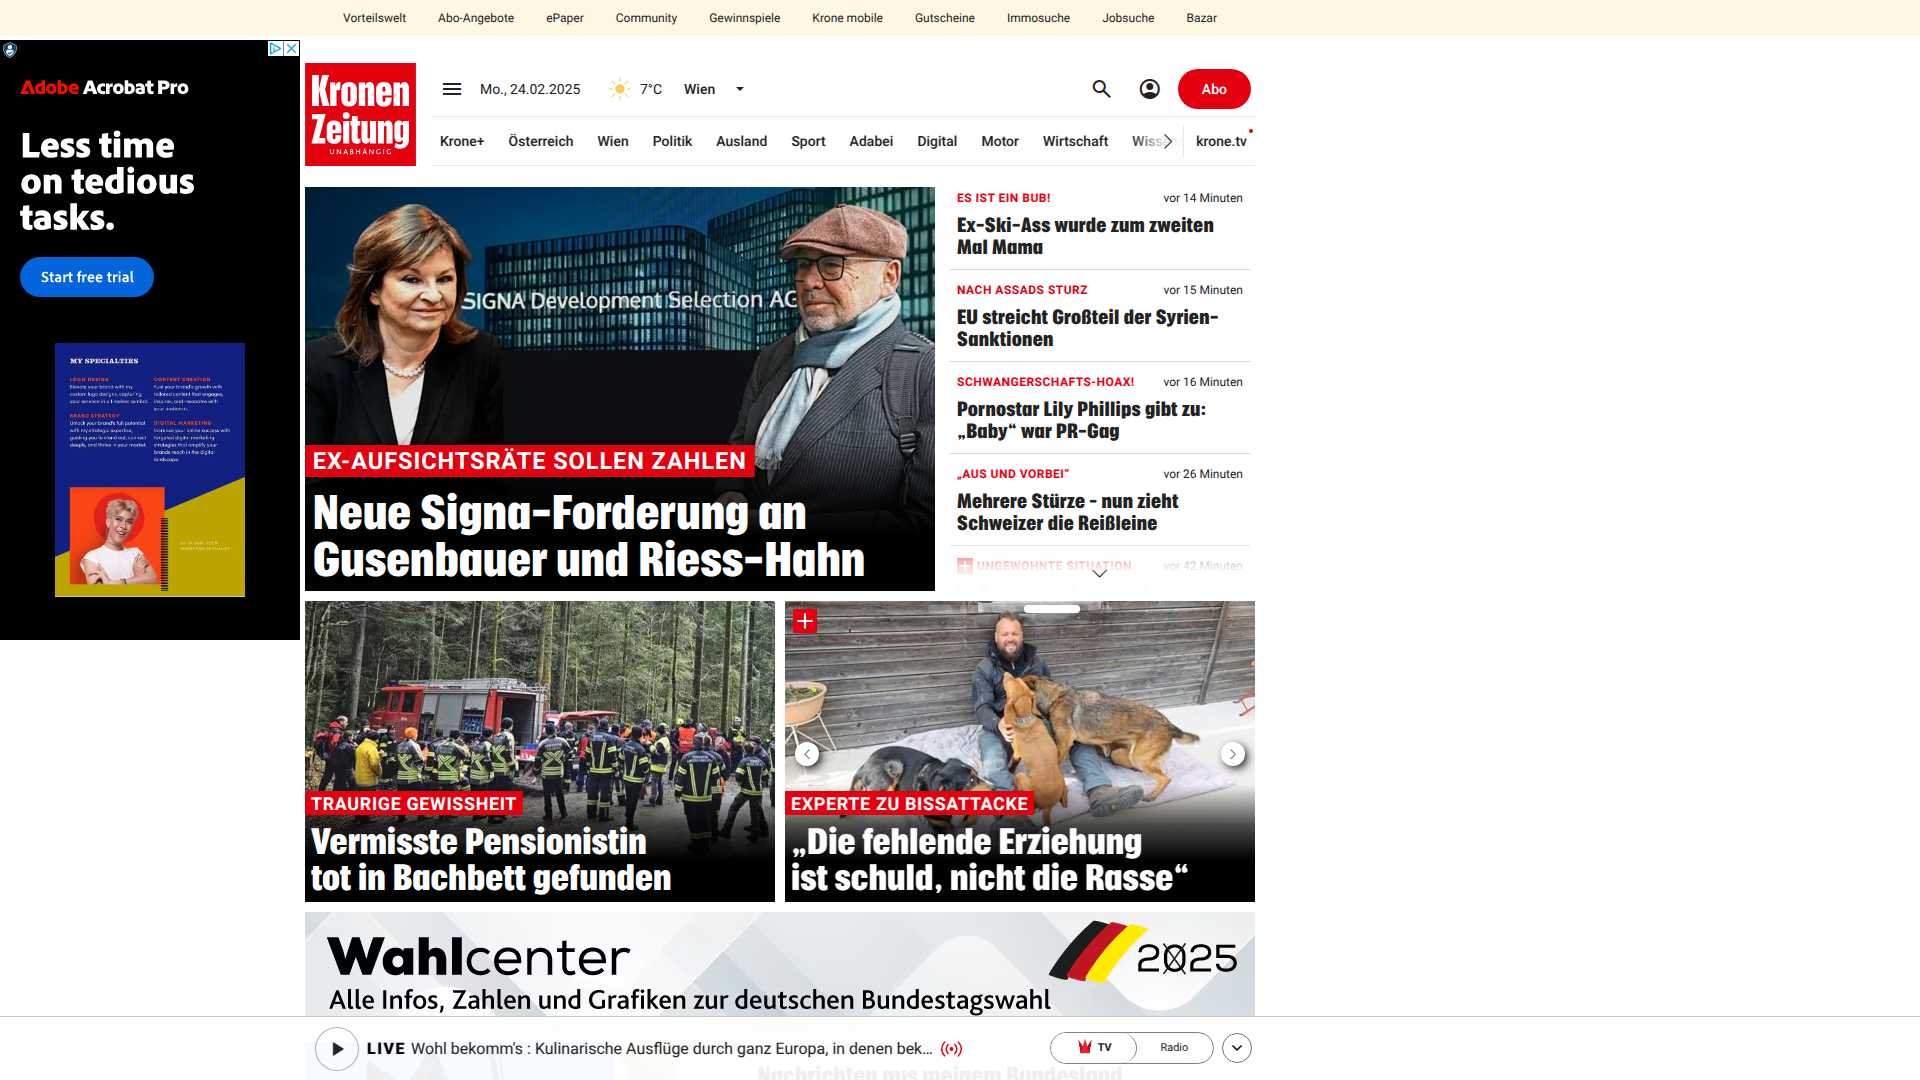 Vorteilswelt
Abo-Angebote
ePaper
Community
Gewinnspiele
Krone mobile
Gutscheine
Immosuche
Jobsuche
Bazar
Adobe Acrobat Pro
Less time
on tedious
tasks.
Start free trial
MY SPECIALTIES
LOGO DESIGN
CONTENT CREATION
BRAND STRATEGY
DIGITAL MARKETING
Kronen
Zeitung
UNABHÄNGIG
Mo., 24.02.2025
7°C
Wien
Abo
Krone+
Österreich
Wien
Politik
Ausland
Sport
Adabei
Digital
Motor
Wirtschaft
Wiss
krone.tv
SIGNA Development Selection AG
EX-AUFSICHTSRÄTE SOLLEN ZAHLEN
Neue Signa-Forderung an
Gusenbauer und Riess-Hahn
ES IST EIN BUB!
vor 14 Minuten
Ex-Ski-Ass wurde zum zweiten
Mal Mama
NACH ASSADS STURZ
vor 15 Minuten
EU streicht Großteil der Syrien-
Sanktionen
SCHWANGERSCHAFTS-HOAX!
vor 16 Minuten
Pornostar Lily Phillips gibt zu:
„Baby“ war PR-Gag
„AUS UND VORBEI“
vor 26 Minuten
Mehrere Stürze - nun zieht
Schweizer die Reißleine
UNGEWOHNTE SITUATION
vor 42 Minuten
TRAURIGE GEWISSHEIT
Vermisste Pensionistin
tot in Bachbett gefunden
EXPERTE ZU BISSATTACKE
„Die fehlende Erziehung
ist schuld, nicht die Rasse“
Wahlcenter
2025
Alle Infos, Zahlen und Grafiken zur deutschen Bundestagswahl
LIVE Wohl bekomm's : Kulinarische Ausflüge durch ganz Europa, in denen bek...
TV
Radio
Nachrichten aus meinem Bundesland